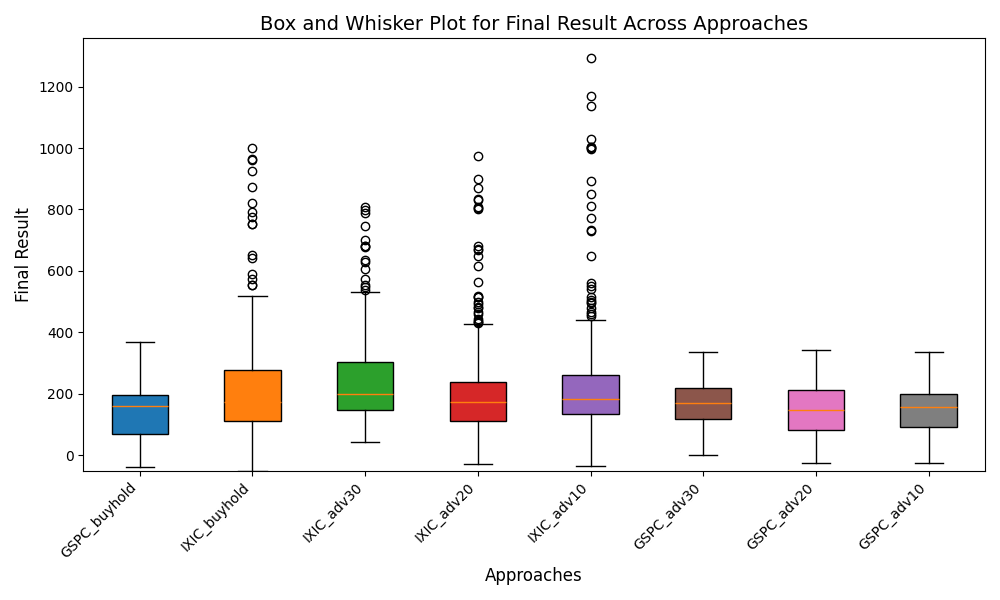 Box and Whisker Plot for Final Result Across Approaches
Final Result
1200
1000
800
600
400
200
0
GSPC_buyhold
IXIC_buyhold
IXIC_adv30
IXIC_adv20
IXIC_adv10
GSPC_adv30
GSPC_adv20
GSPC_adv10
Approaches